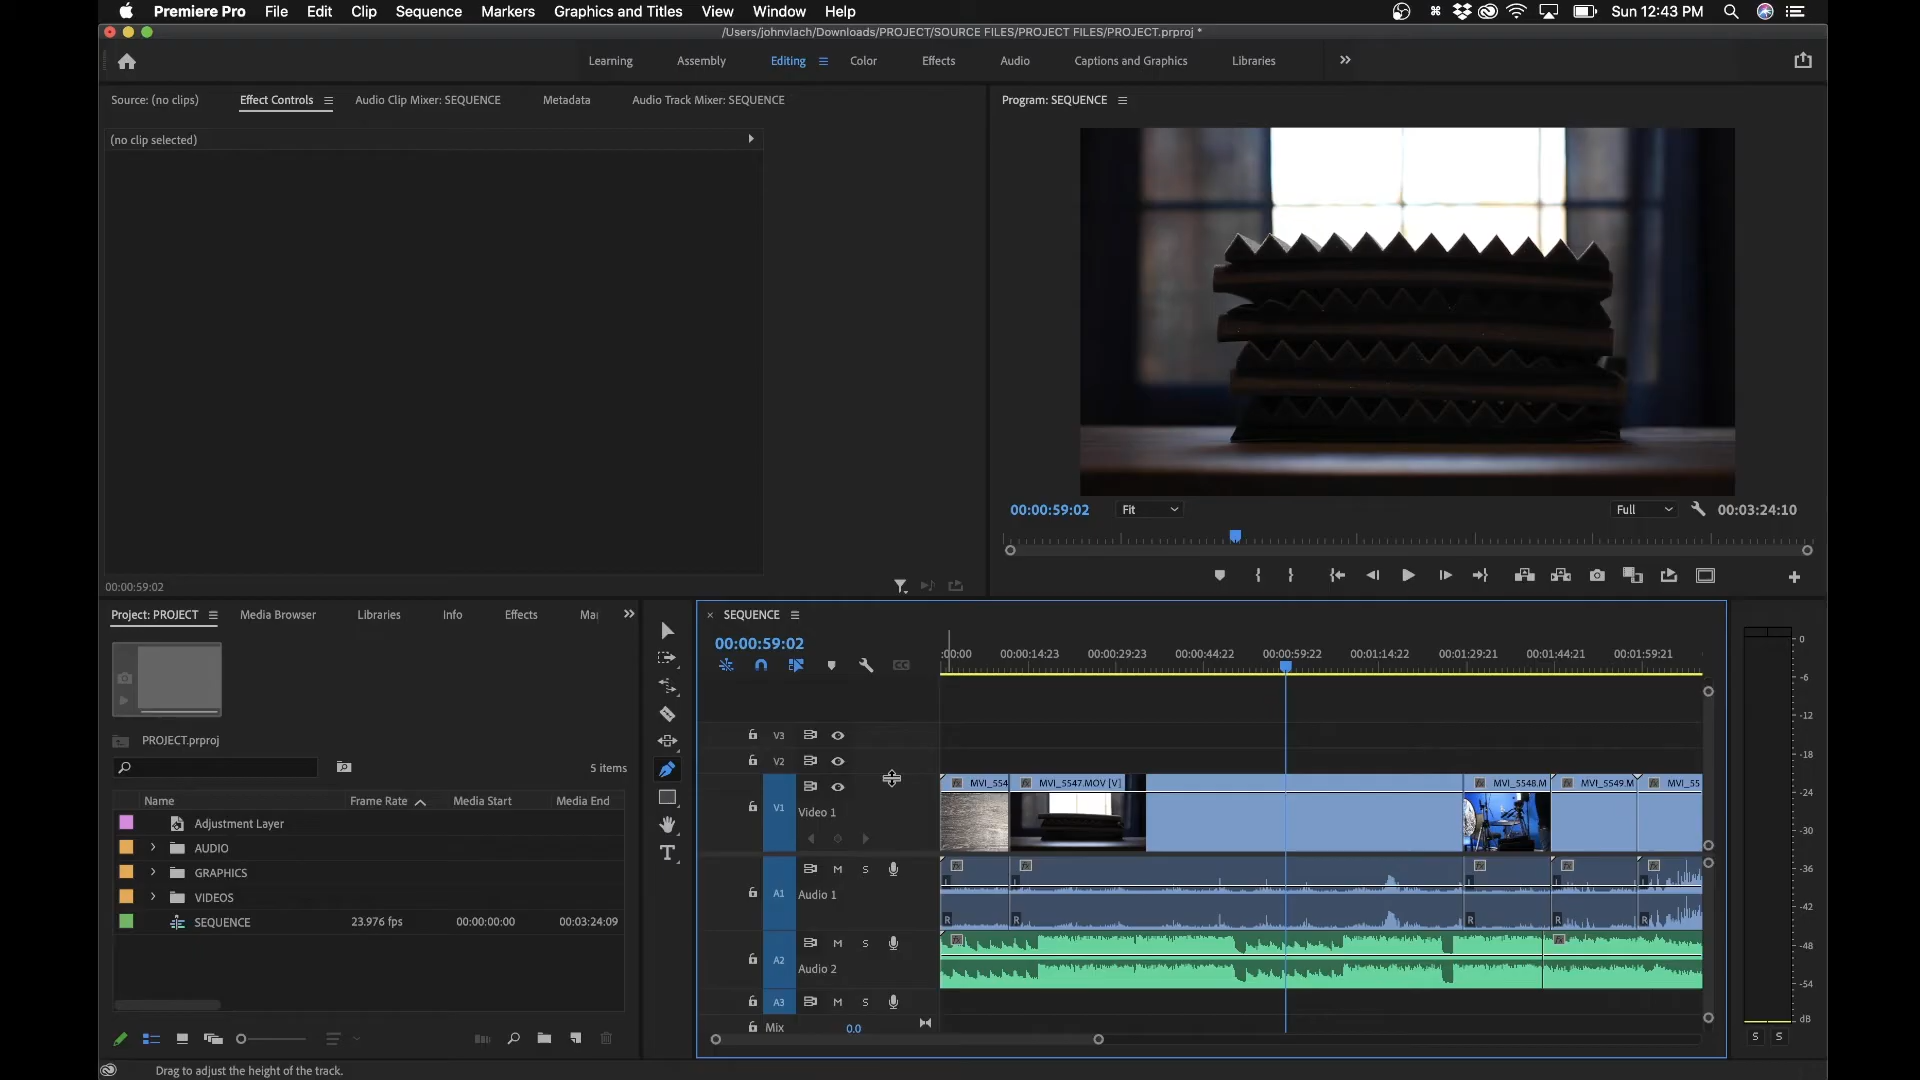 Premiere Pro File Edit Clip Sequence Markers Graphics and Titles View Window Help Sun 12:43 PM
/Users/johnvlach/Downloads/PROJECT/SOURCE FILES/PROJECT FILES/PROJECT.prproj *
Learning Assembly Editing Color Effects Audio Captions and Graphics Libraries
Source: (no clips) Effect Controls Audio Clip Mixer: SEQUENCE Metadata Audio Track Mixer: SEQUENCE Program: SEQUENCE
(no clip selected)
00:00:59:02 Fit Full 00:03:24:10
00:00:59:02
Project: PROJECT Media Browser Libraries Info Effects Ma
SEQUENCE
00:00:59:02
:00:00 00:00:14:23 00:00:29:23 00:00:44:22 00:00:59:22 00:01:14:22 00:01:29:21 00:01:44:21 00:01:59:21
PROJECT.prproj
5 items
Name Frame Rate Media Start Media End
Adjustment Layer
AUDIO
GRAPHICS
VIDEOS
SEQUENCE 23.976 fps 00:00:00:00 00:03:24:09
V3
V2
MVI_554 MVI_5547.MOV [V] MVI_5548.M MVI_5549.M MVI_55
V1 Video 1
A1 M S
Audio 1
R R R R R
A2 M S
Audio 2
A3 M S
Mix 0.0
0
-6
-12
-18
-24
-30
-36
-42
-48
-54
dB
S S
Drag to adjust the height of the track.